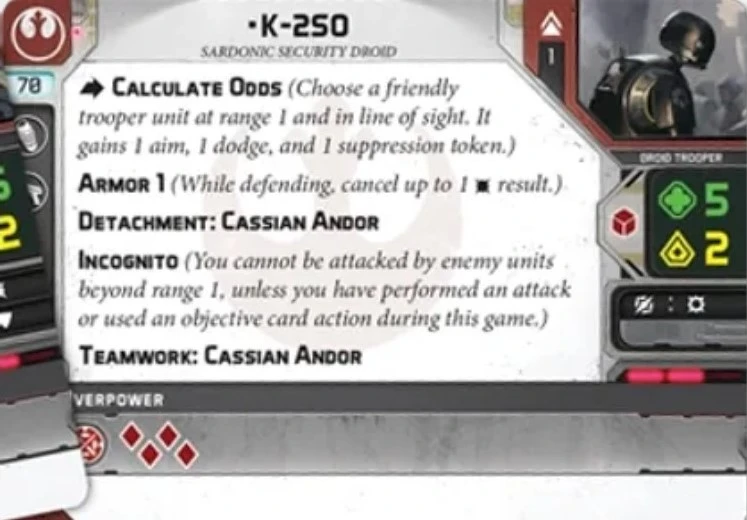 •K-2SO
SARDONIC SECURITY DROID
1
70
CALCULATE ODDS (Choose a friendly
trooper unit at range 1 and in line of sight. It
gains 1 aim, 1 dodge, and 1 suppression token.)
DROID TROOPER
ARMOR 1 (While defending, cancel up to 1 result.)
5
DETACHMENT: CASSIAN ANDOR
2
INCOGNITO (You cannot be attacked by enemy units
beyond range 1, unless you have performed an attack
or used an objective card action during this game.)
:
TEAMWORK: CASSIAN ANDOR
VERPOWER
2